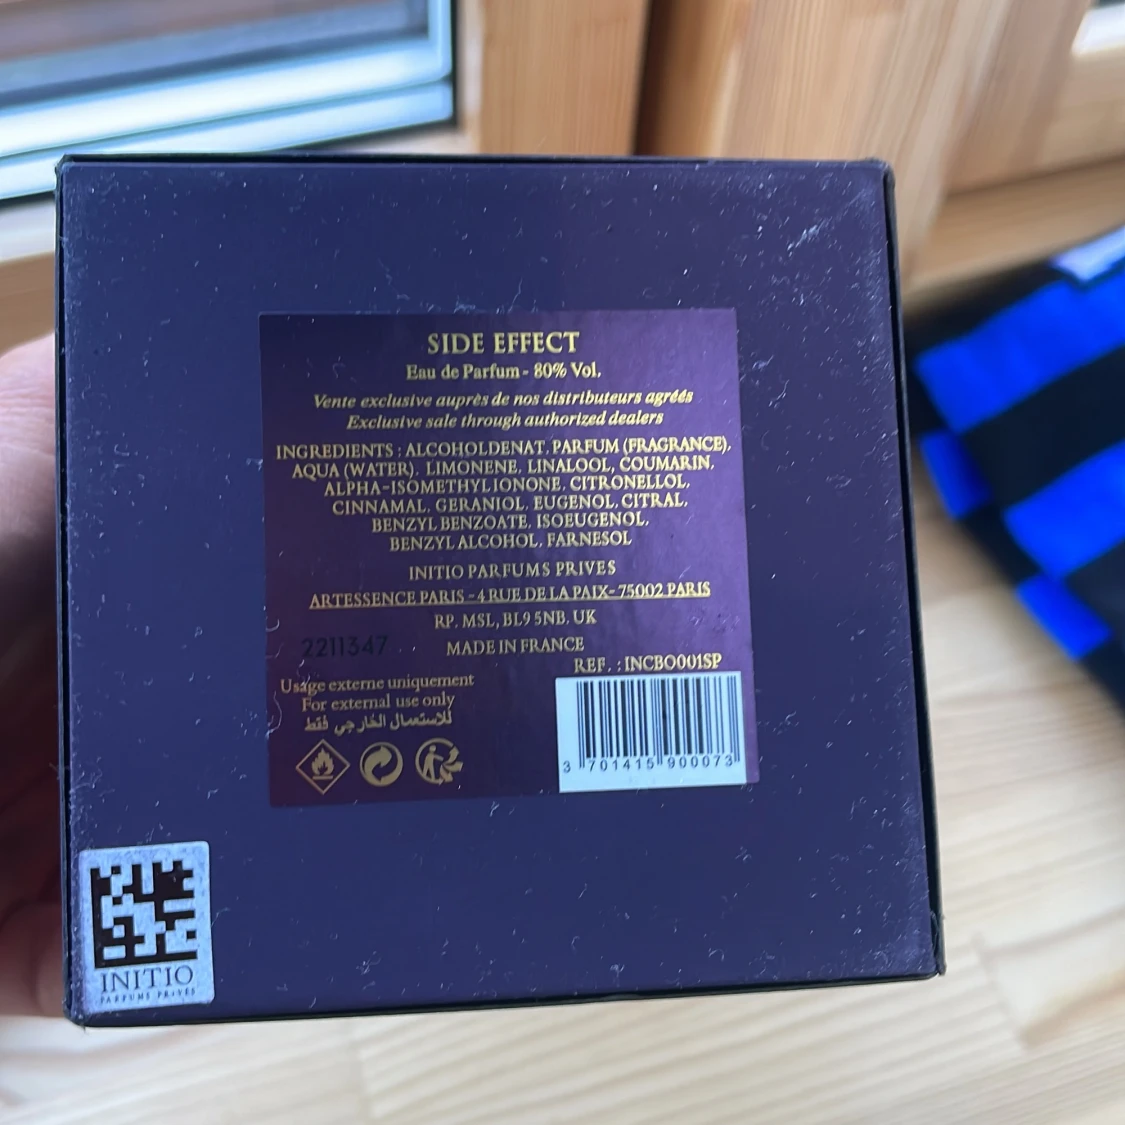 SIDE EFFECT
Eau de Parfum - 80% Vol.
Vente exclusive auprès de nos distributeurs agréés
Exclusive sale through authorized dealers
INGREDIENTS : ALCOHOLDENAT. PARFUM (FRAGRANCE),
AQUA (WATER), LIMONENE, LINALOOL, COUMARIN,
ALPHA-ISOMETHYL IONONE, CITRONELLOL,
CINNAMAL, GERANIOL, EUGENOL, CITRAL,
BENZYL BENZOATE, ISOEUGENOL,
BENZYL ALCOHOL, FARNESOL
INITIO PARFUMS PRIVES
ARTESSENCE PARIS - 4 RUE DE LA PAIX- 75002 PARIS
RP. MSL, BL9 5NB. UK
2211347
MADE IN FRANCE
REF. : INCBO001SP
Usage externe uniquement
For external use only
للاستعمال الخارجي فقط
3 701415 900073
INITIO
PARFUMS PRIVES